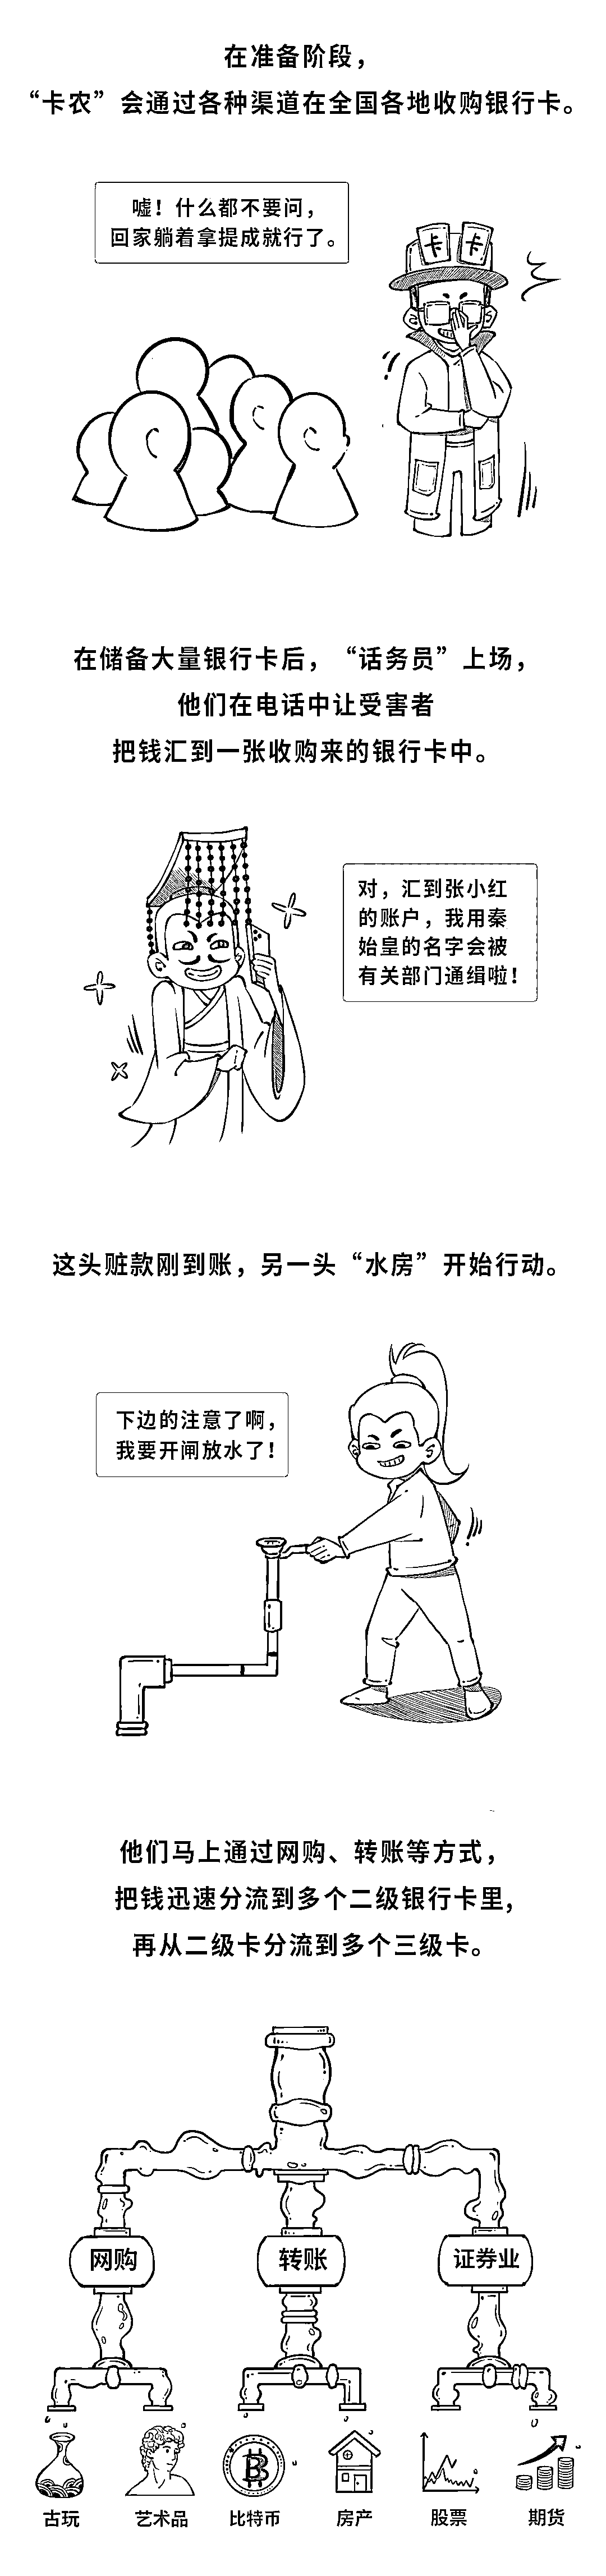 在准备阶段，
“卡农”会通过各种渠道在全国各地收购银行卡。
嘘！什么都不要问，
回家躺着拿提成就行了。
卡 卡
在储备大量银行卡后，“话务员”上场，
他们在电话中让受害者
把钱汇到一张收购来的银行卡中。
对，汇到张小红
的账户，我用秦
始皇的名字会被
有关部门通缉啦！
这头赃款刚到账，另一头“水房”开始行动。
下边的注意了啊，
我要开闸放水了！
他们马上通过网购、转账等方式，
把钱迅速分流到多个二级银行卡里，
再从二级卡分流到多个三级卡。
网购 转账 证券业
古玩 艺术品 比特币 房产 股票 期货